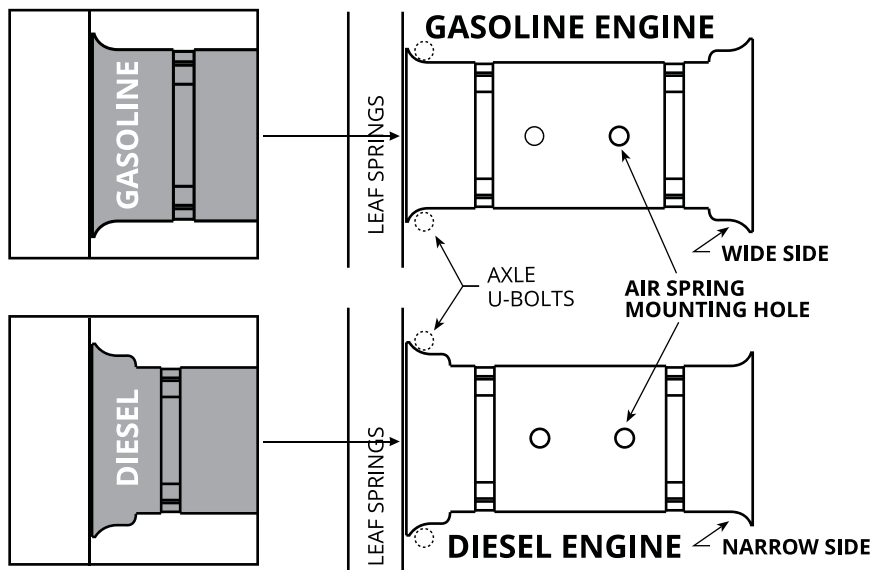 GASOLINE ENGINE
GASOLINE
LEAF SPRINGS
WIDE SIDE
AXLE
U-BOLTS
AIR SPRING
MOUNTING HOLE
DIESEL
LEAF SPRINGS
DIESEL ENGINE
NARROW SIDE